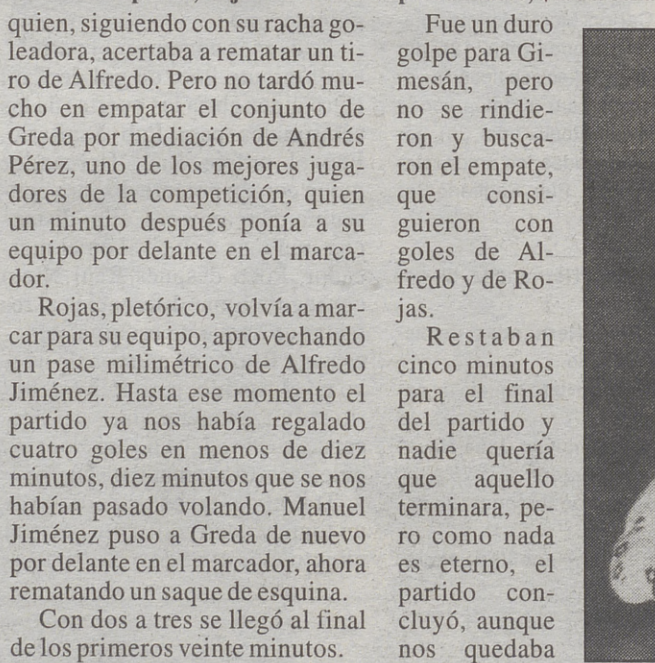 quien, siguiendo con su racha go-
leadora, acertaba a rematar un ti-
ro de Alfredo. Pero no tardó mu-
cho en empatar el conjunto de
Greda por mediación de Andrés
Pérez, uno de los mejores juga-
dores de la competición, quien
un minuto después ponía a su
equipo por delante en el marca-
dor.
Rojas, pletórico, volvía a mar-
car para su equipo, aprovechando
un pase milimétrico de Alfredo
Jiménez. Hasta ese momento el
partido ya nos había regalado
cuatro goles en menos de diez
minutos, diez minutos que se nos
habían pasado volando. Manuel
Jiménez puso a Greda de nuevo
por delante en el marcador, ahora
rematando un saque de esquina.
Con dos a tres se llegó al final
de los primeros veinte minutos.
Fue un duro
golpe para Gi-
mesán, pero
no se rindie-
ron y busca-
ron el empate,
que consi-
guieron con
goles de Al-
fredo y de Ro-
jas.
Restaban
cinco minutos
para el final
del partido y
nadie quería
que aquello
terminara, pe-
ro como nada
es eterno, el
partido con-
cluyó, aunque
nos quedaba